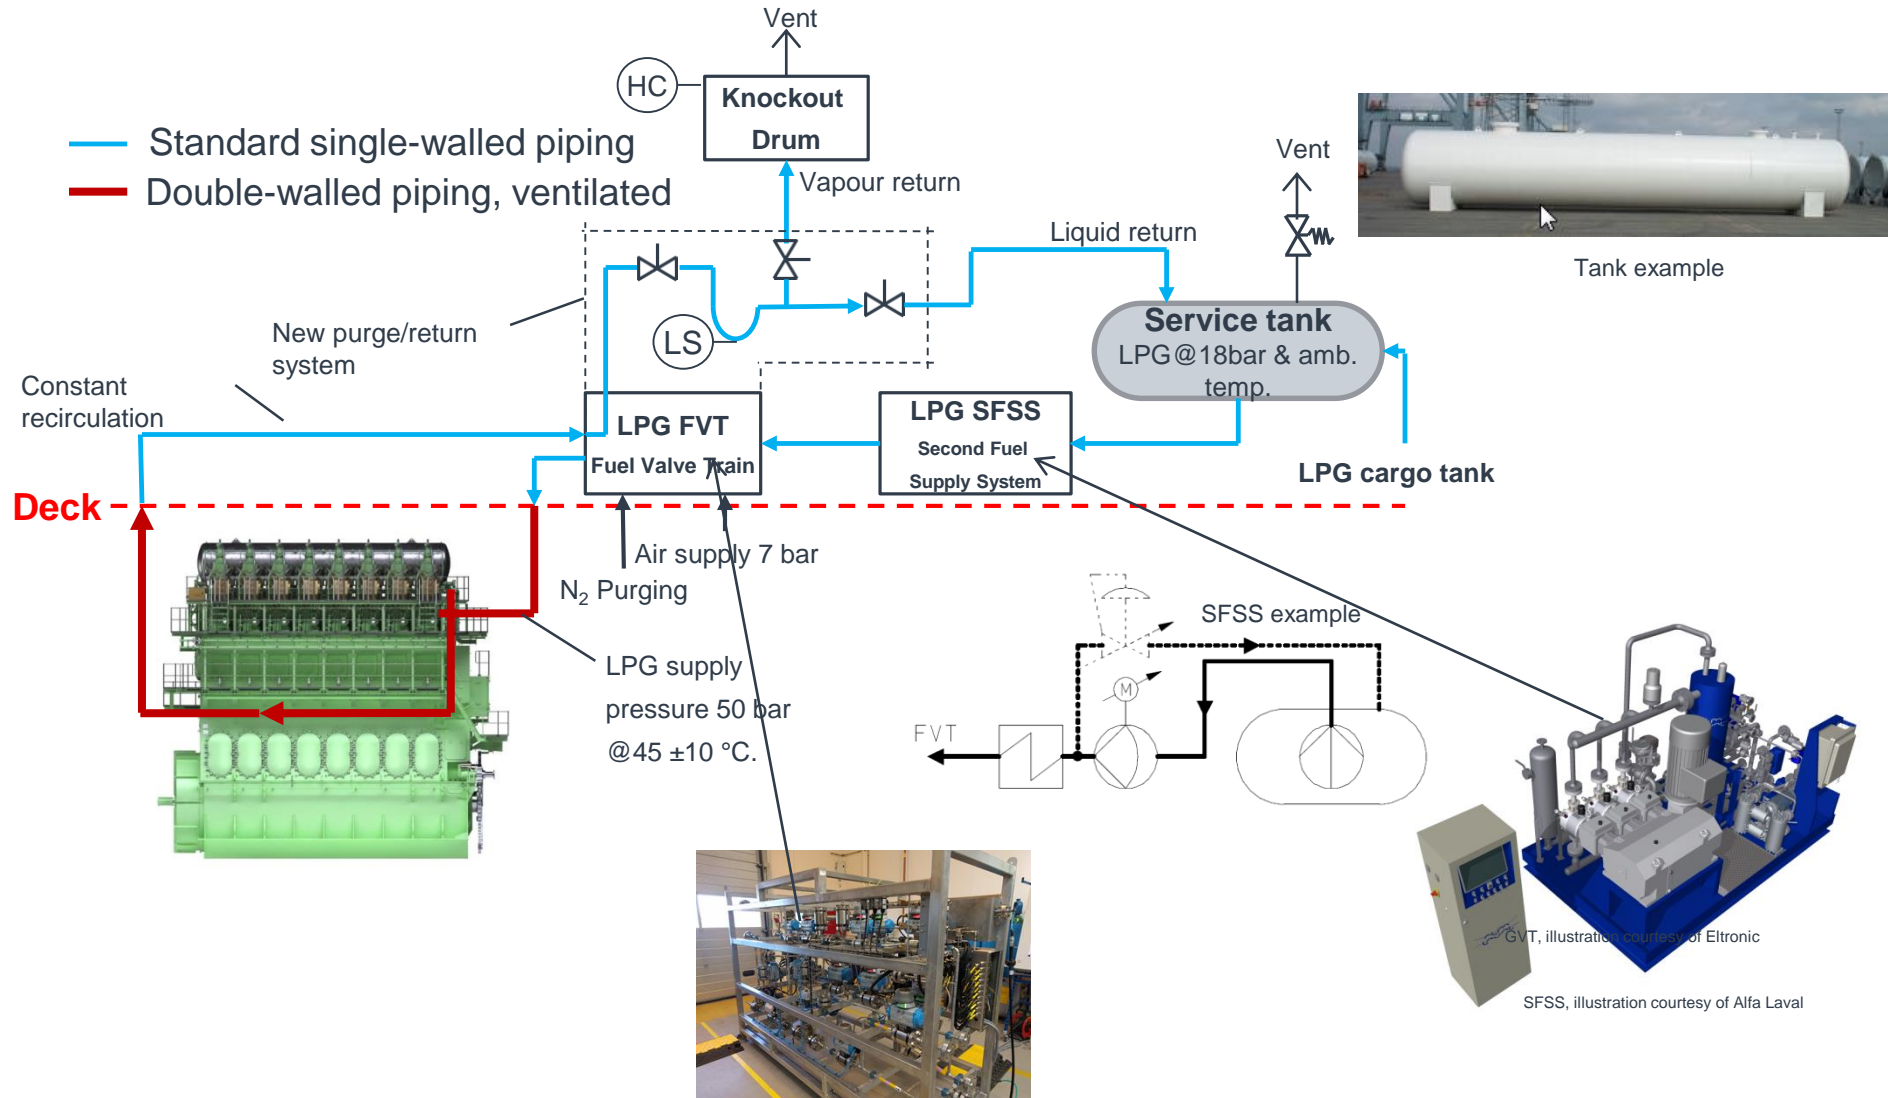 Vent
HC
Knockout
Drum
Standard single-walled piping
Double-walled piping, ventilated
Vapour return
Vent
Liquid return
Tank example
New purge/return
system
LS
Service tank
LPG@18bar & amb.
temp.
Constant
recirculation
LPG FVT
Fuel Valve Train
LPG SFSS
Second Fuel
Supply System
LPG cargo tank
Deck
Air supply 7 bar
N₂ Purging
SFSS example
LPG supply
pressure 50 bar
@45 ±10 °C.
M
FVT
GVT, illustration courtesy of Eltronic
SFSS, illustration courtesy of Alfa Laval